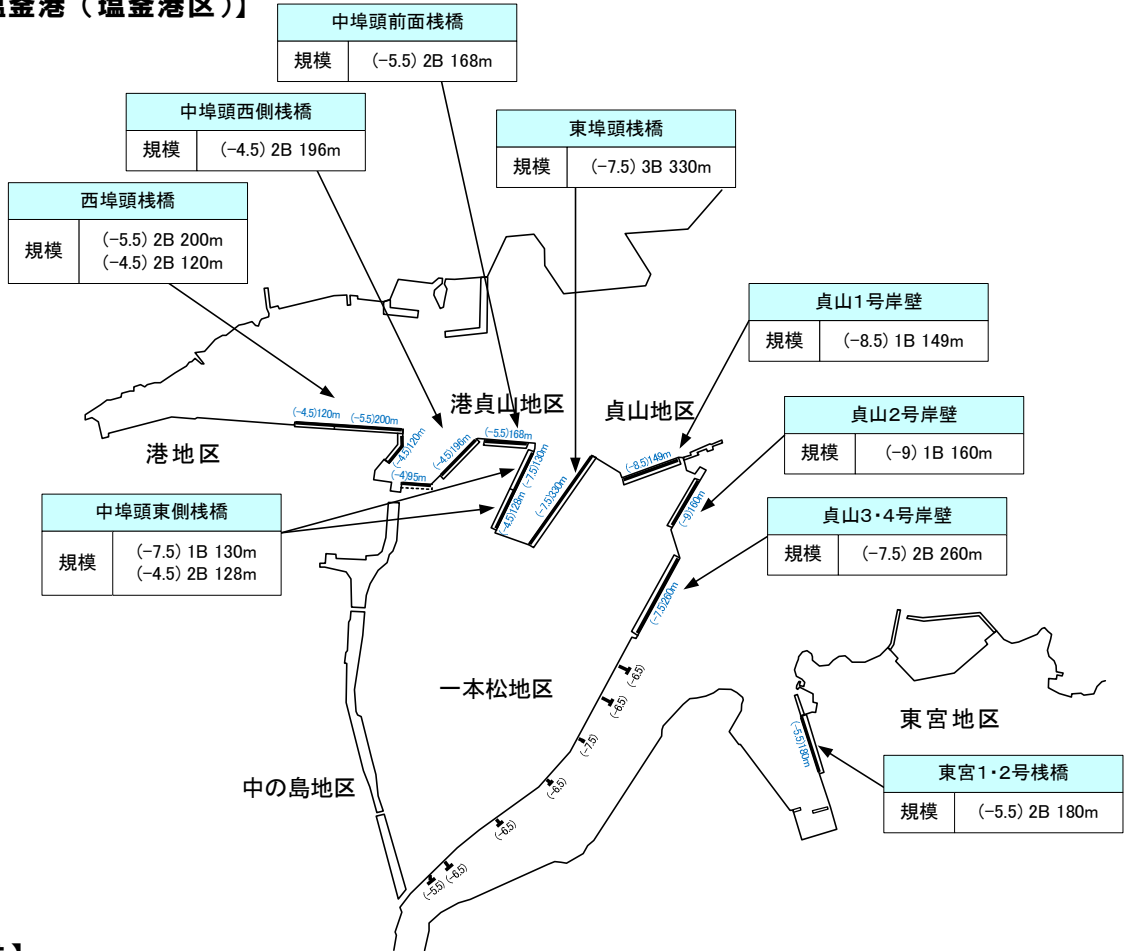 釜港（塩釜港区）】
中埠頭前面桟橋
規模 (-5.5) 2B 168m
中埠頭西側桟橋
規模 (-4.5) 2B 196m
東埠頭桟橋
規模 (-7.5) 3B 330m
西埠頭桟橋
規模 (-5.5) 2B 200m
(-4.5) 2B 120m
貞山1号岸壁
規模 (-8.5) 1B 149m
貞山2号岸壁
規模 (-9) 1B 160m
貞山3・4号岸壁
規模 (-7.5) 2B 260m
中埠頭東側桟橋
規模 (-7.5) 1B 130m
(-4.5) 2B 128m
東宮1・2号桟橋
規模 (-5.5) 2B 180m
港地区
港貞山地区
貞山地区
一本松地区
中の島地区
東宮地区
(-4.5)120m
(-5.5)200m
(-4.5)120m
(-4)95m
(-4.5)196m
(-5.5)168m
(-7.5)130m
(-4.5)128m
(-7.5)330m
(-8.5)149m
(-9)160m
(-7.5)260m
(-5.5)180m
(-6.5)
(-6.5)
(-7.5)
(-6.5)
(-6.5)
(-6.5)
(-5.5)